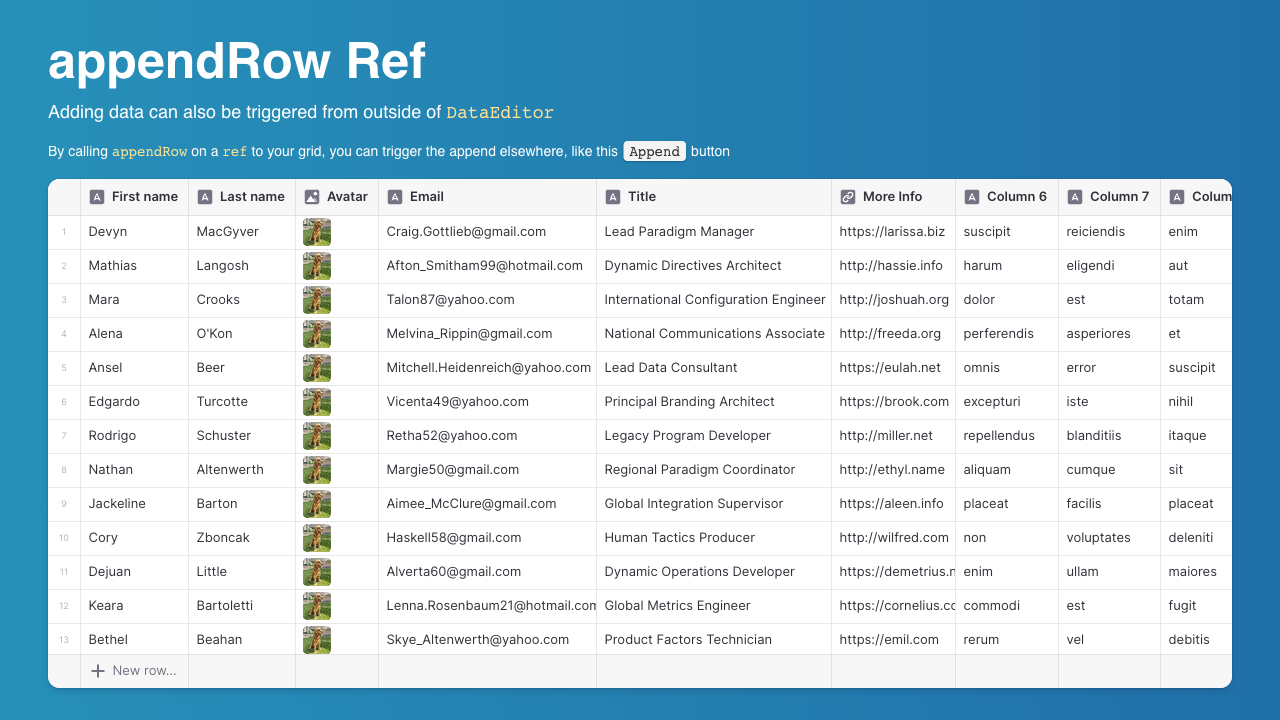 appendRow Ref
Adding data can also be triggered from outside of DataEditor
By calling appendRow on a ref to your grid, you can trigger the append elsewhere, like this Append button
First name Last name Avatar Email Title More Info Column 6 Column 7 Colum
1 Devyn MacGyver Craig.Gottlieb@gmail.com Lead Paradigm Manager https://larissa.biz suscipit reiciendis enim
2 Mathias Langosh Afton_Smitham99@hotmail.com Dynamic Directives Architect http://hassie.info harum eligendi aut
3 Mara Crooks Talon87@yahoo.com International Configuration Engineer http://joshuah.org dolor est totam
4 Alena O'Kon Melvina_Rippin@gmail.com National Communications Associate http://freeda.org perferendis asperiores et
5 Ansel Beer Mitchell.Heidenreich@yahoo.com Lead Data Consultant https://eulah.net omnis error suscipit
6 Edgardo Turcotte Vicenta49@yahoo.com Principal Branding Architect https://brook.com excepturi iste nihil
7 Rodrigo Schuster Retha52@yahoo.com Legacy Program Developer http://miller.net repellendus blanditiis itaque
8 Nathan Altenwerth Margie50@gmail.com Regional Paradigm Coordinator http://ethyl.name aliquam cumque sit
9 Jackeline Barton Aimee_McClure@gmail.com Global Integration Supervisor https://aleen.info placeat facilis placeat
10 Cory Zboncak Haskell58@gmail.com Human Tactics Producer http://wilfred.com non voluptates deleniti
11 Dejuan Little Alverta60@gmail.com Dynamic Operations Developer https://demetrius.n enim ullam maiores
12 Keara Bartoletti Lenna.Rosenbaum21@hotmail.com Global Metrics Engineer https://cornelius.co commodi est fugit
13 Bethel Beahan Skye_Altenwerth@yahoo.com Product Factors Technician https://emil.com rerum vel debitis
New row...